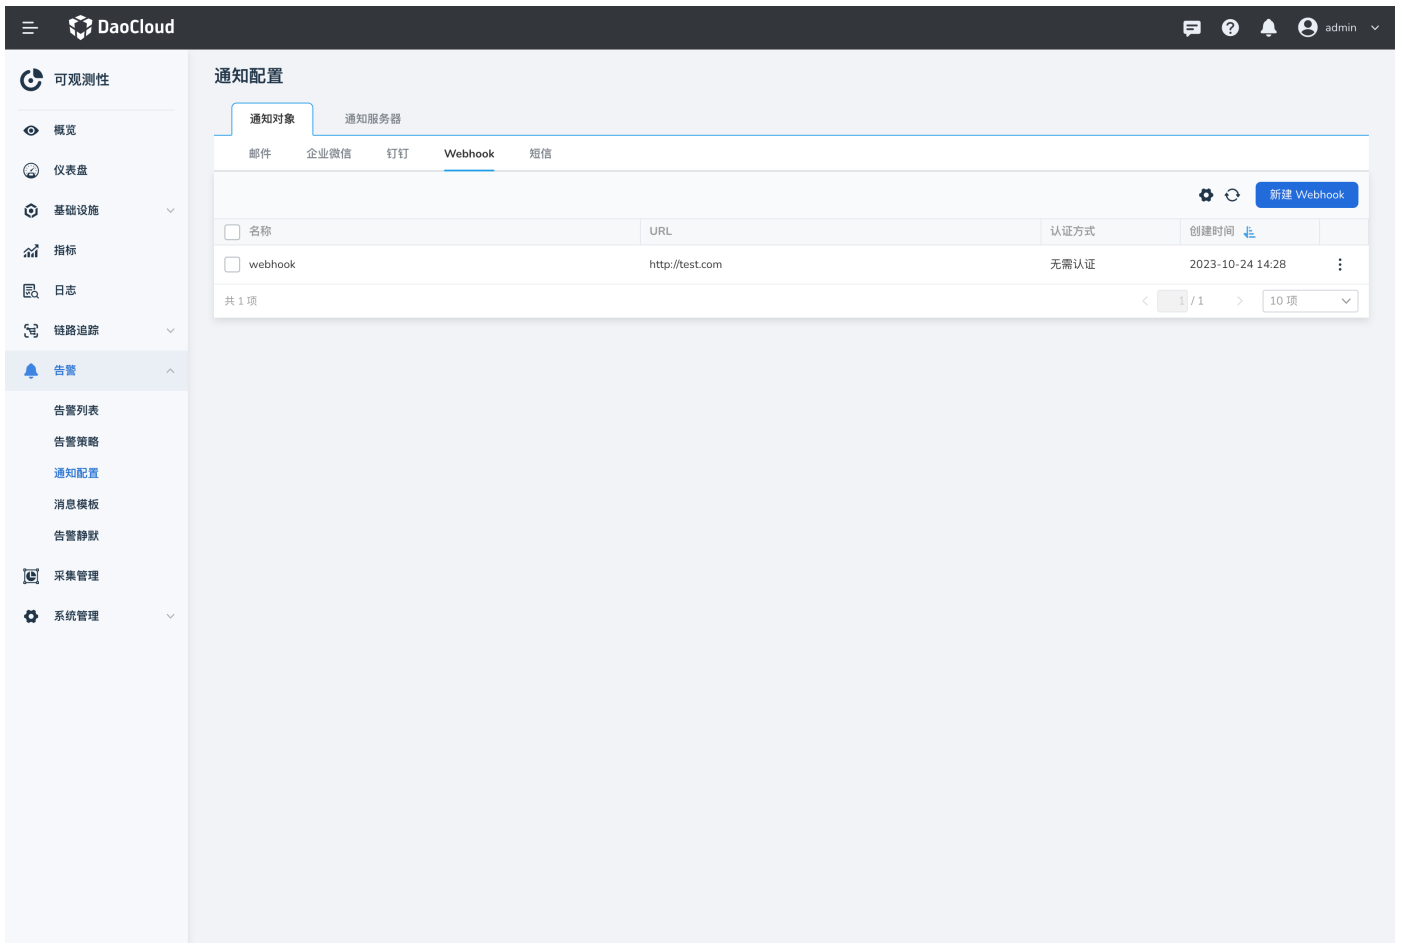 DaoCloud
admin
可观测性
概览
仪表盘
基础设施
指标
日志
链路追踪
告警
告警列表
告警策略
通知配置
消息模板
告警静默
采集管理
系统管理
通知配置
通知对象 通知服务器
邮件 企业微信 钉钉 Webhook 短信
新建 Webhook
名称 URL 认证方式 创建时间
webhook http://test.com 无需认证 2023-10-24 14:28
共 1 项 1 / 1 10 项